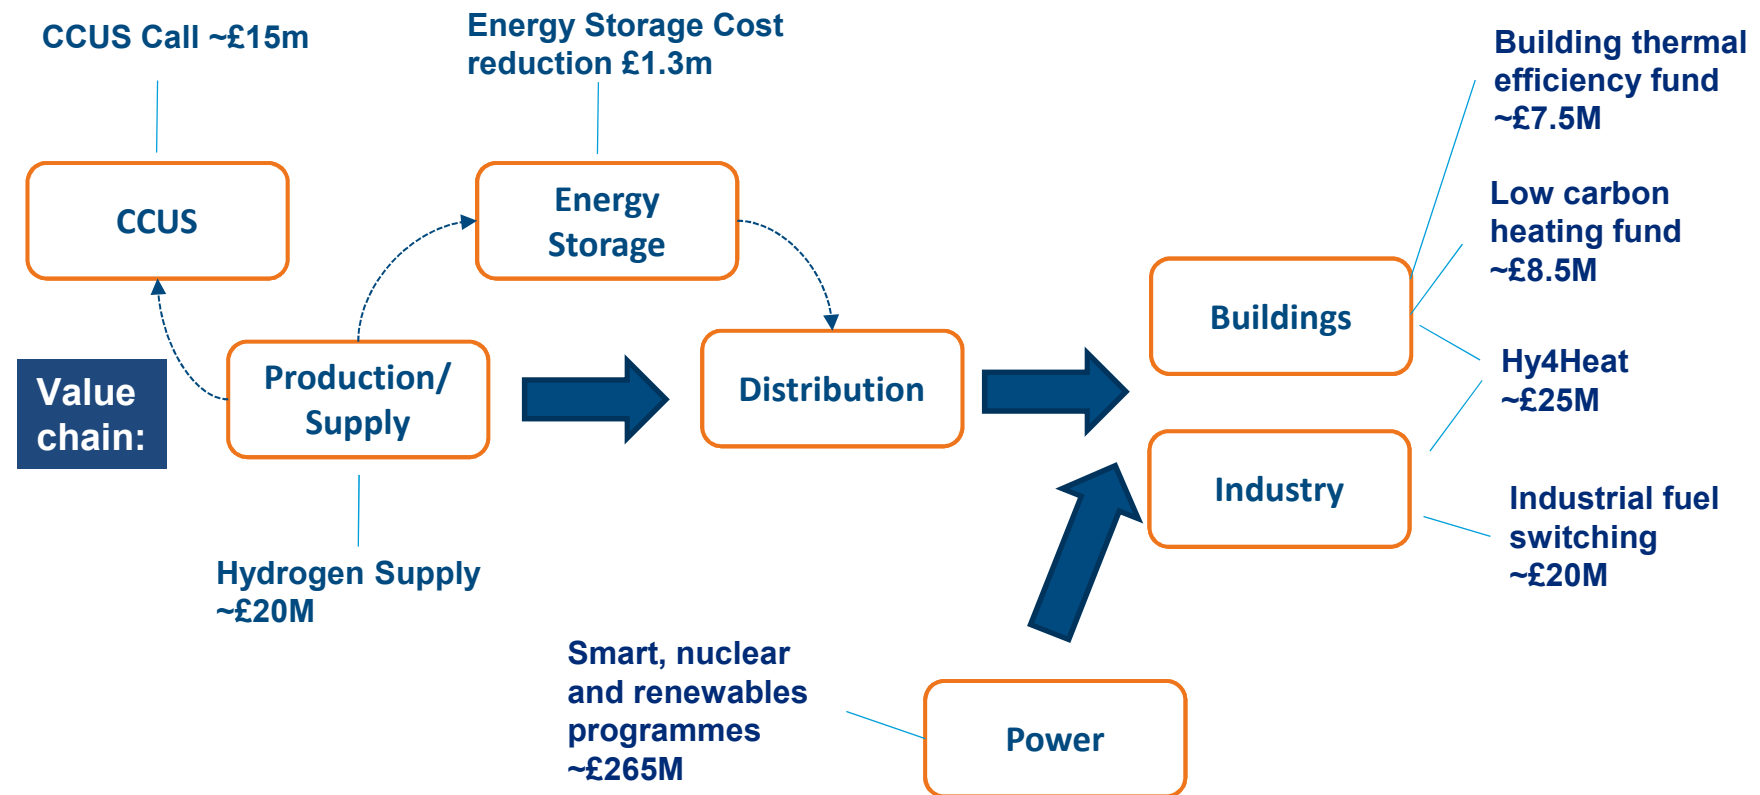 CCUS Call ~£15m
Energy Storage Cost
reduction £1.3m
Building thermal
efficiency fund
~£7.5M
CCUS
Energy
Storage
Low carbon
heating fund
~£8.5M
Buildings
Value
chain:
Production/
Supply
Distribution
Hy4Heat
~£25M
Industry
Industrial fuel
switching
~£20M
Hydrogen Supply
~£20M
Smart, nuclear
and renewables
programmes
~£265M
Power